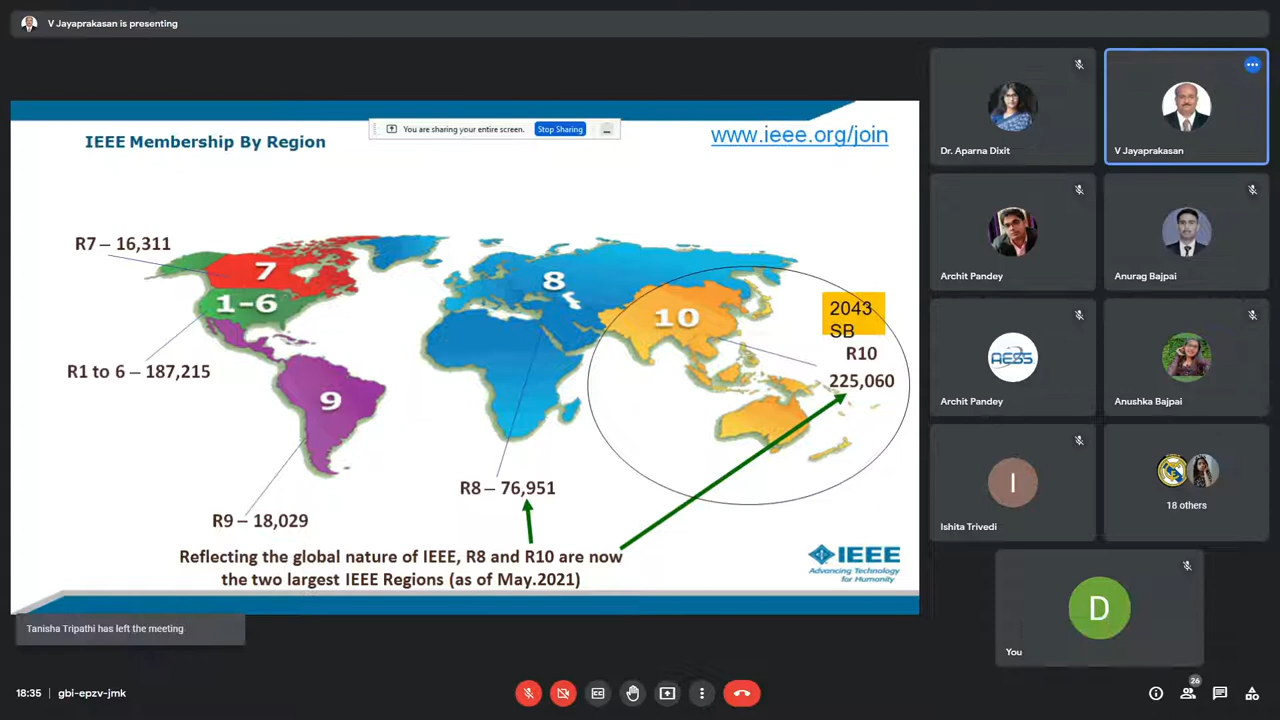 V Jayaprakasan is presenting
IEEE Membership By Region
You are sharing your entire screen.
Stop Sharing
www.ieee.org/join
R7 – 16,311
7
8
1-6
10
2043
SB
R10
225,060
R1 to 6 – 187,215
9
R8 – 76,951
R9 – 18,029
Reflecting the global nature of IEEE, R8 and R10 are now
the two largest IEEE Regions (as of May.2021)
IEEE
Advancing Technology
for Humanity
Tanisha Tripathi has left the meeting
Dr. Aparna Dixit
V Jayaprakasan
Archit Pandey
Anurag Bajpai
AESS
Archit Pandey
Anushka Bajpai
I
Ishita Trivedi
18 others
D
You
18:35 | gbi-epzv-jmk
CC
26